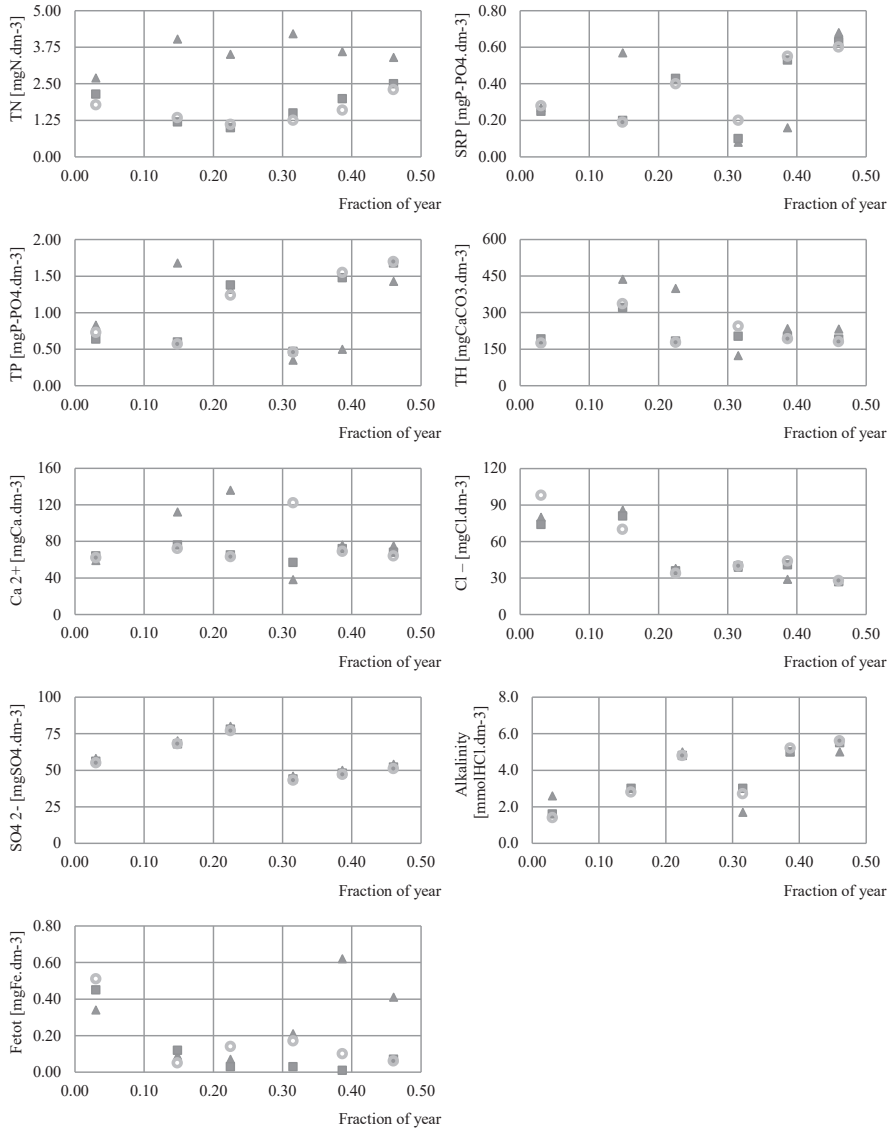 TN [mgN.dm-3]
5.00
3.75
2.50
1.25
0.00
0.00 0.10 0.20 0.30 0.40 0.50
Fraction of year
SRP [mgP-PO4.dm-3]
0.80
0.60
0.40
0.20
0.00
0.00 0.10 0.20 0.30 0.40 0.50
Fraction of year
TP [mgP-PO4.dm-3]
2.00
1.50
1.00
0.50
0.00
0.00 0.10 0.20 0.30 0.40 0.50
Fraction of year
TH [mgCaCO3.dm-3]
600
450
300
150
0
0.00 0.10 0.20 0.30 0.40 0.50
Fraction of year
Ca 2+ [mgCa.dm-3]
160
120
80
40
0
0.00 0.10 0.20 0.30 0.40 0.50
Fraction of year
Cl – [mgCl.dm-3]
120
90
60
30
0
0.00 0.10 0.20 0.30 0.40 0.50
Fraction of year
SO4 2- [mgSO4.dm-3]
100
75
50
25
0
0.00 0.10 0.20 0.30 0.40 0.50
Fraction of year
Alkalinity
[mmolHCl.dm-3]
8.0
6.0
4.0
2.0
0.0
0.00 0.10 0.20 0.30 0.40 0.50
Fraction of year
Fetot [mgFe.dm-3]
0.80
0.60
0.40
0.20
0.00
0.00 0.10 0.20 0.30 0.40 0.50
Fraction of year